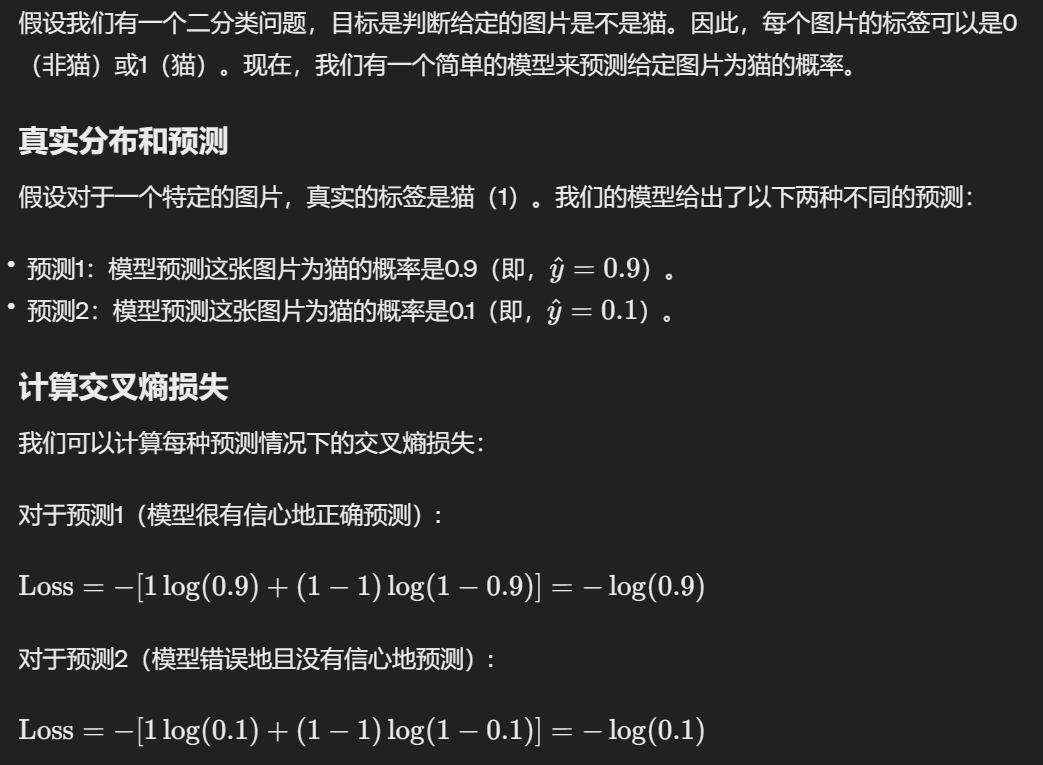 假设我们有一个二分类问题，目标是判断给定的图片是不是猫。因此，每个图片的标签可以是0
（非猫）或1（猫）。现在，我们有一个简单的模型来预测给定图片为猫的概率。
真实分布和预测
假设对于一个特定的图片，真实的标签是猫（1）。我们的模型给出了以下两种不同的预测：
• 预测1：模型预测这张图片为猫的概率是0.9（即，ŷ = 0.9）。
• 预测2：模型预测这张图片为猫的概率是0.1（即，ŷ = 0.1）。
计算交叉熵损失
我们可以计算每种预测情况下的交叉熵损失：
对于预测1（模型很有信心地正确预测）：
Loss = −[1 log(0.9) + (1 − 1) log(1 − 0.9)] = − log(0.9)
对于预测2（模型错误地且没有信心地预测）：
Loss = −[1 log(0.1) + (1 − 1) log(1 − 0.1)] = − log(0.1)